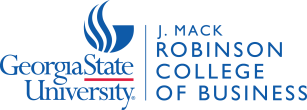 GeorgiaState
University®
J. MACK
ROBINSON
COLLEGE
OF BUSINESS